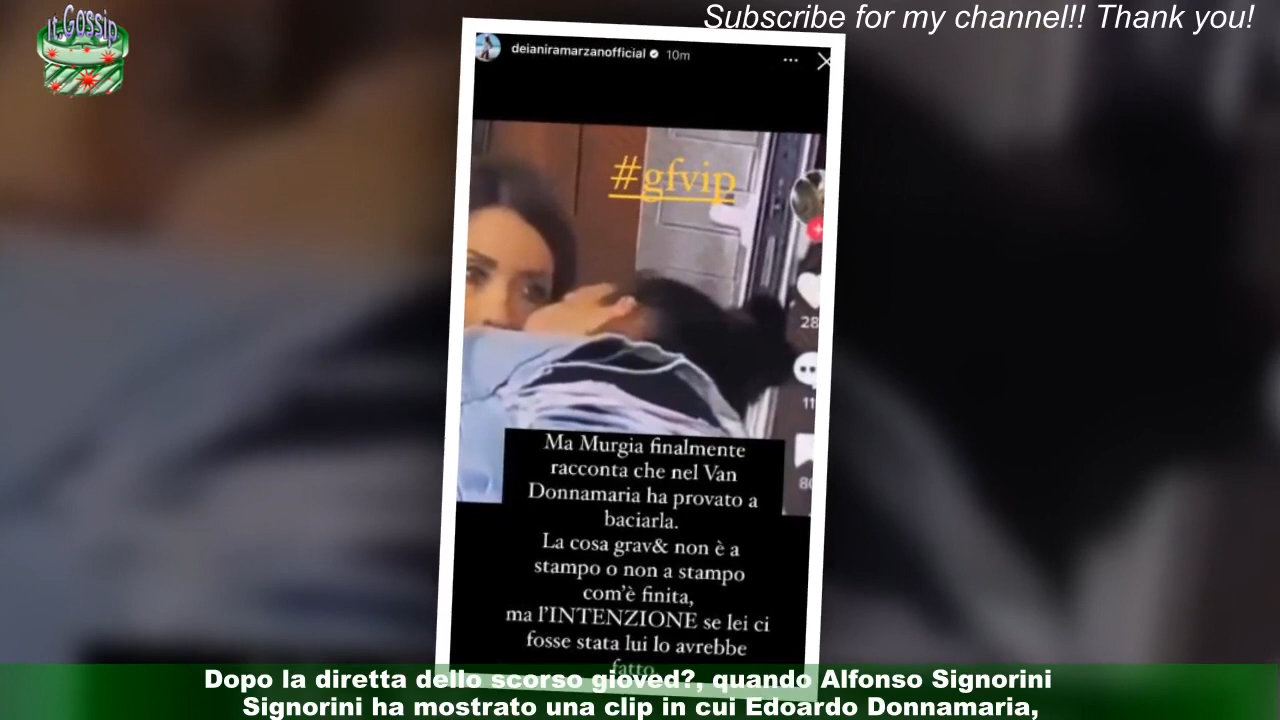 It.Gossip
Subscribe for my channel!! Thank you!
deianiramarzanofficial 10m
#gfvip
28
11
80
Ma Murgia finalmente
racconta che nel Van
Donnamaria ha provato a
baciarla.
La cosa grav& non è a
stampo o non a stampo
com'è finita,
ma l'INTENZIONE se lei ci
fosse stata lui lo avrebbe
fatto
Dopo la diretta dello scorso gioved?, quando Alfonso Signorini
Signorini ha mostrato una clip in cui Edoardo Donnamaria,